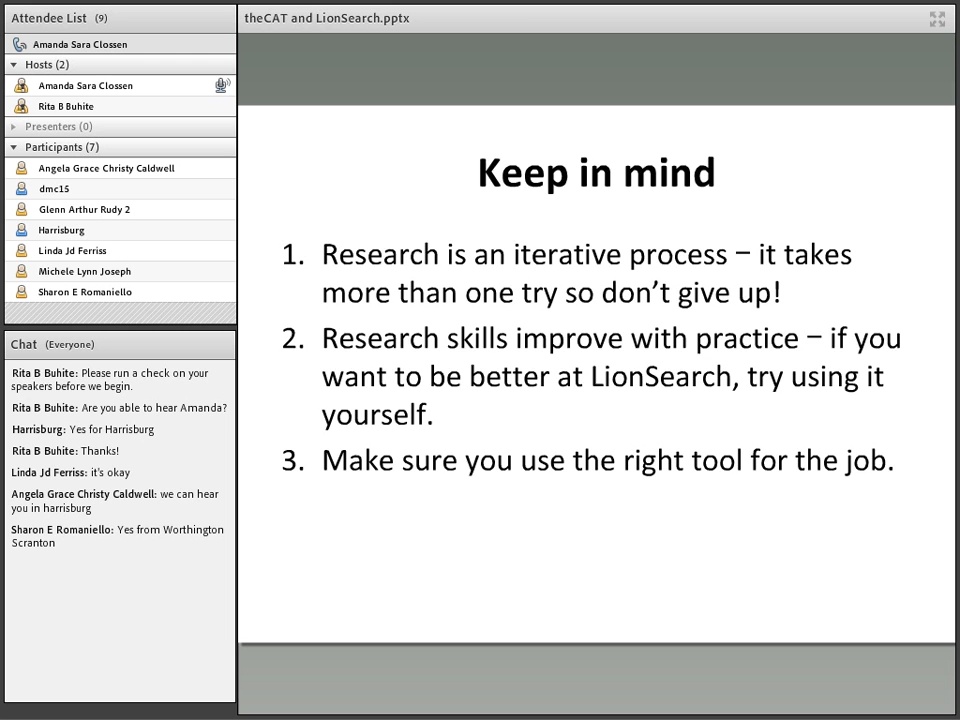 Attendee List (9)
Amanda Sara Clossen
Hosts (2)
Amanda Sara Clossen
Rita B Buhite
Presenters (0)
Participants (7)
Angela Grace Christy Caldwell
dmc15
Glenn Arthur Rudy 2
Harrisburg
Linda Jd Ferriss
Michele Lynn Joseph
Sharon E Romaniello
Chat (Everyone)
Rita B Buhite: Please run a check on your
speakers before we begin.
Rita B Buhite: Are you able to hear Amanda?
Harrisburg: Yes for Harrisburg
Rita B Buhite: Thanks!
Linda Jd Ferriss: it's okay
Angela Grace Christy Caldwell: we can hear
you in harrisburg
Sharon E Romaniello: Yes from Worthington
Scranton
theCAT and LionSearch.pptx
Keep in mind
1. Research is an iterative process – it takes
more than one try so don’t give up!
2. Research skills improve with practice – if you
want to be better at LionSearch, try using it
yourself.
3. Make sure you use the right tool for the job.